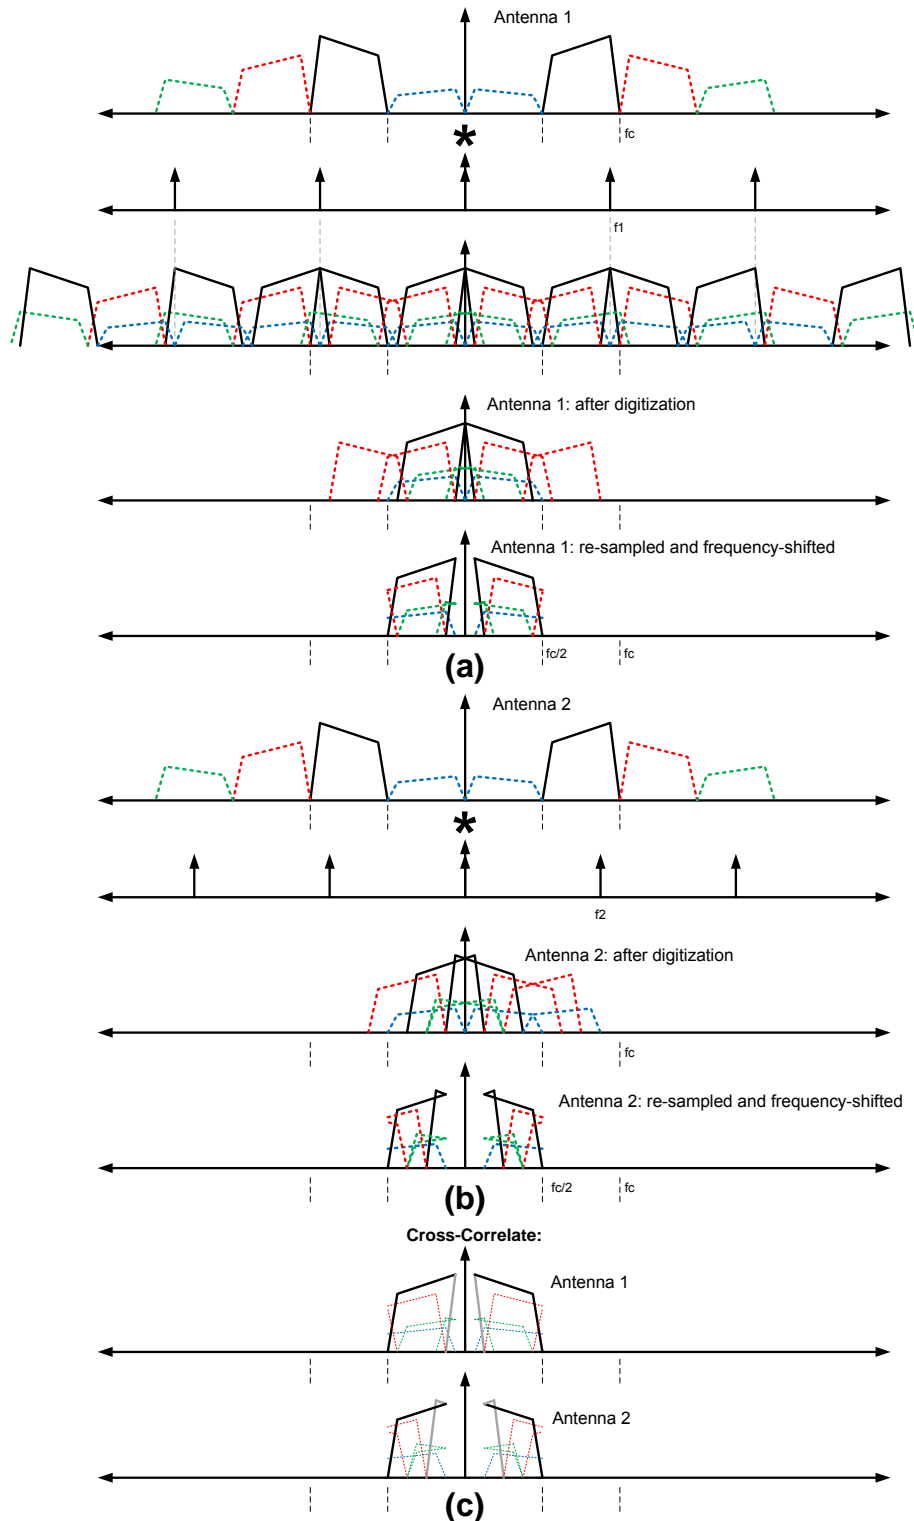 Antenna 1
fc
*
f1
Antenna 1: after digitization
Antenna 1: re-sampled and frequency-shifted
fc/2
fc
(a)
Antenna 2
*
f2
Antenna 2: after digitization
fc
Antenna 2: re-sampled and frequency-shifted
fc/2
fc
(b)
Cross-Correlate:
Antenna 1
Antenna 2
(c)